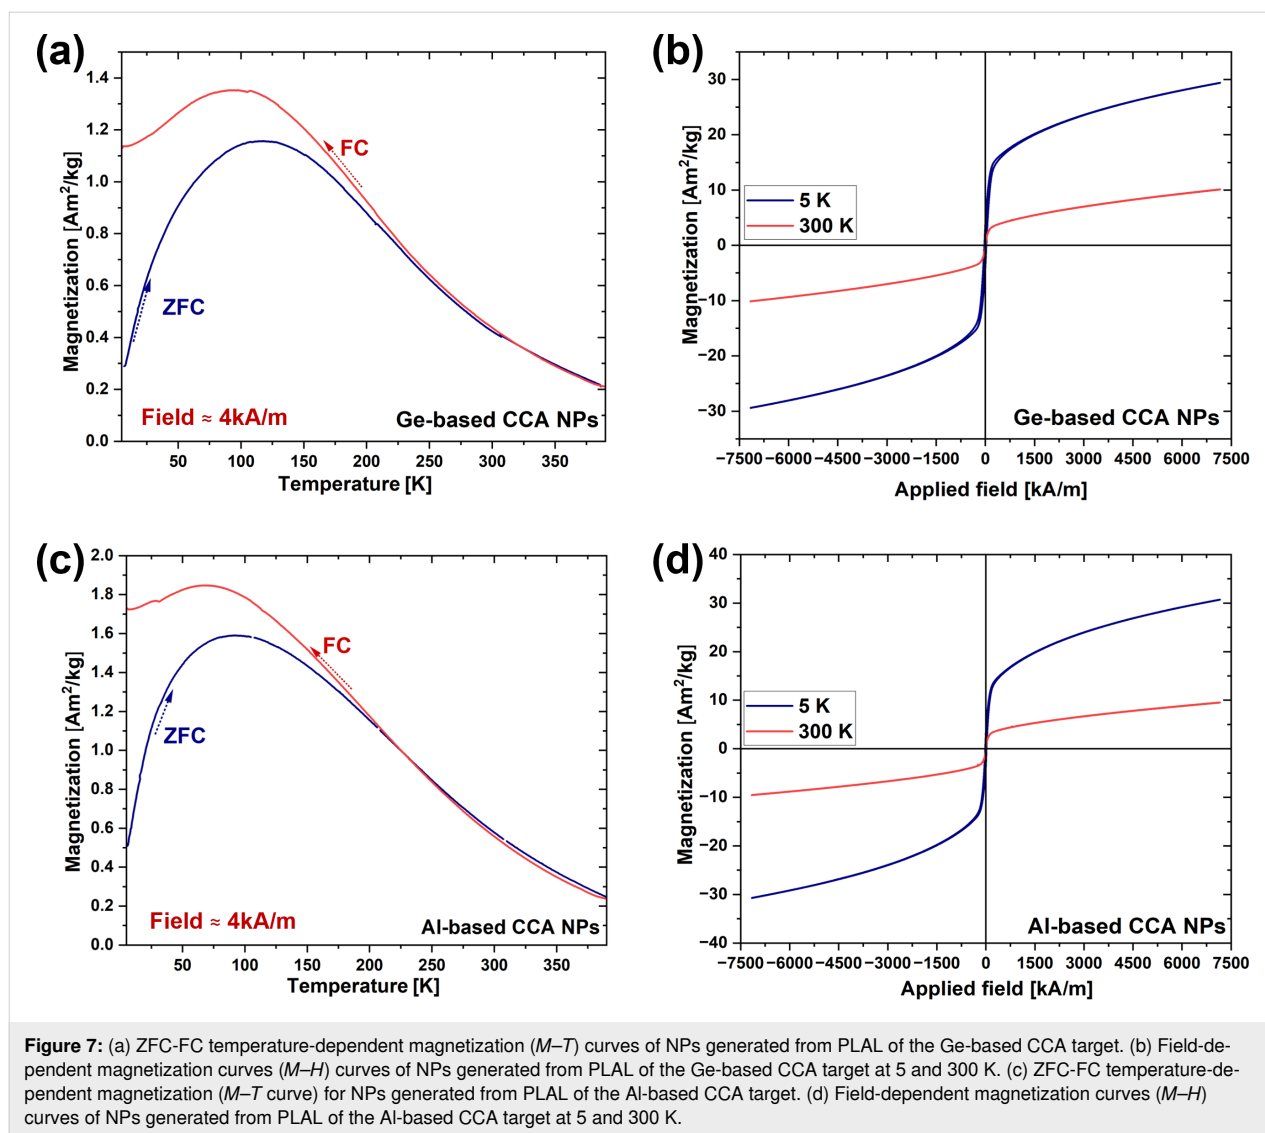 (a)
1.4
1.2
1.0
0.8
0.6
0.4
0.2
0.0
Magnetization [Am²/kg]
FC
ZFC
Field ≈ 4kA/m
Ge-based CCA NPs
50 100 150 200 250 300 350
Temperature [K]
(b)
30
20
10
0
−10
−20
−30
Magnetization [Am²/kg]
5 K
300 K
Ge-based CCA NPs
−7500 −6000 −4500 −3000 −1500 0 1500 3000 4500 6000 7500
Applied field [kA/m]
(c)
2.0
1.8
1.6
1.4
1.2
1.0
0.8
0.6
0.4
0.2
0.0
Magnetization [Am²/kg]
FC
ZFC
Field ≈ 4kA/m
Al-based CCA NPs
50 100 150 200 250 300 350
Temperature [K]
(d)
40
30
20
10
0
−10
−20
−30
−40
Magnetization [Am²/kg]
5 K
300 K
Al-based CCA NPs
−7500 −6000 −4500 −3000 −1500 0 1500 3000 4500 6000 7500
Applied field [kA/m]
Figure 7: (a) ZFC-FC temperature-dependent magnetization (M–T) curves of NPs generated from PLAL of the Ge-based CCA target. (b) Field-de-
pendent magnetization curves (M–H) curves of NPs generated from PLAL of the Ge-based CCA target at 5 and 300 K. (c) ZFC-FC temperature-de-
pendent magnetization (M–T curve) for NPs generated from PLAL of the Al-based CCA target. (d) Field-dependent magnetization curves (M–H)
curves of NPs generated from PLAL of the Al-based CCA target at 5 and 300 K.